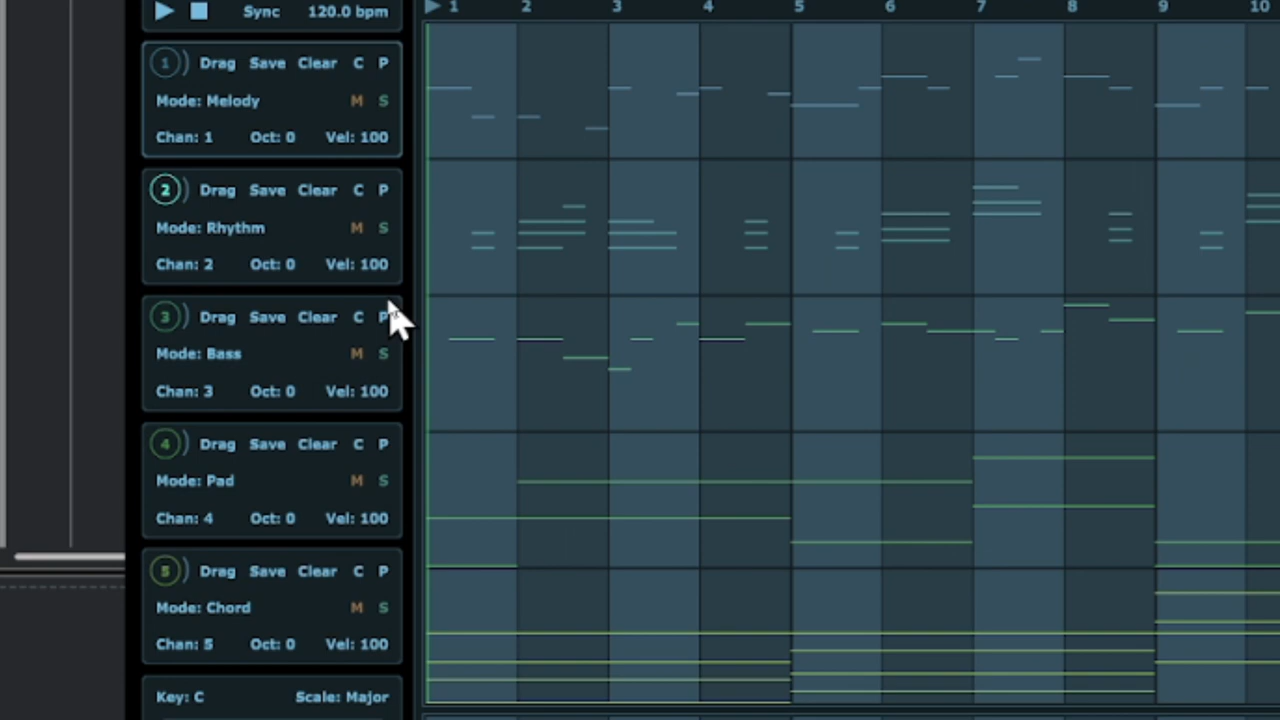 Sync 120.0 bpm
1 2 3 4 5 6 7 8 9 10
1 Drag Save Clear C P
Mode: Melody M S
Chan: 1 Oct: 0 Vel: 100
2 Drag Save Clear C P
Mode: Rhythm M S
Chan: 2 Oct: 0 Vel: 100
3 Drag Save Clear C P
Mode: Bass M S
Chan: 3 Oct: 0 Vel: 100
4 Drag Save Clear C P
Mode: Pad M S
Chan: 4 Oct: 0 Vel: 100
5 Drag Save Clear C P
Mode: Chord M S
Chan: 5 Oct: 0 Vel: 100
Key: C Scale: Major